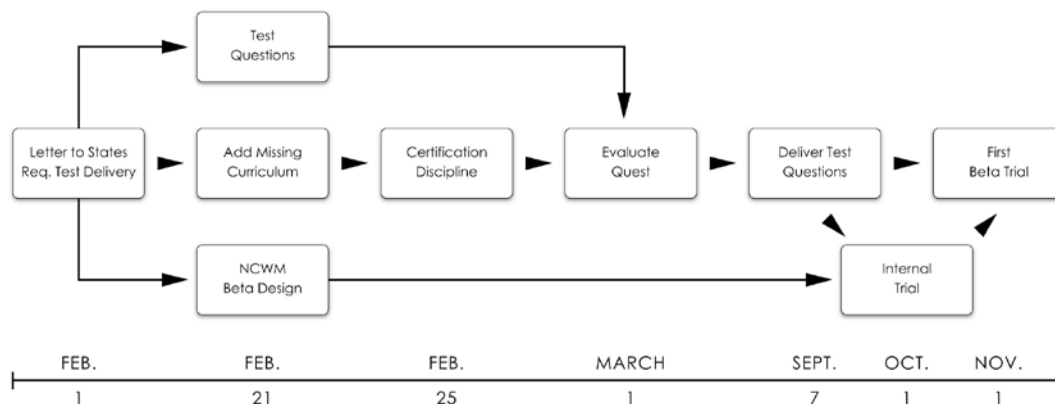 Test
Questions
Letter to States
Req. Test Delivery
Add Missing
Curriculum
Certification
Discipline
Evaluate
Quest
Deliver Test
Questions
First
Beta Trial
NCWM
Beta Design
Internal
Trial
FEB. FEB. FEB. MARCH SEPT. OCT. NOV.
1 21 25 1 7 1 1